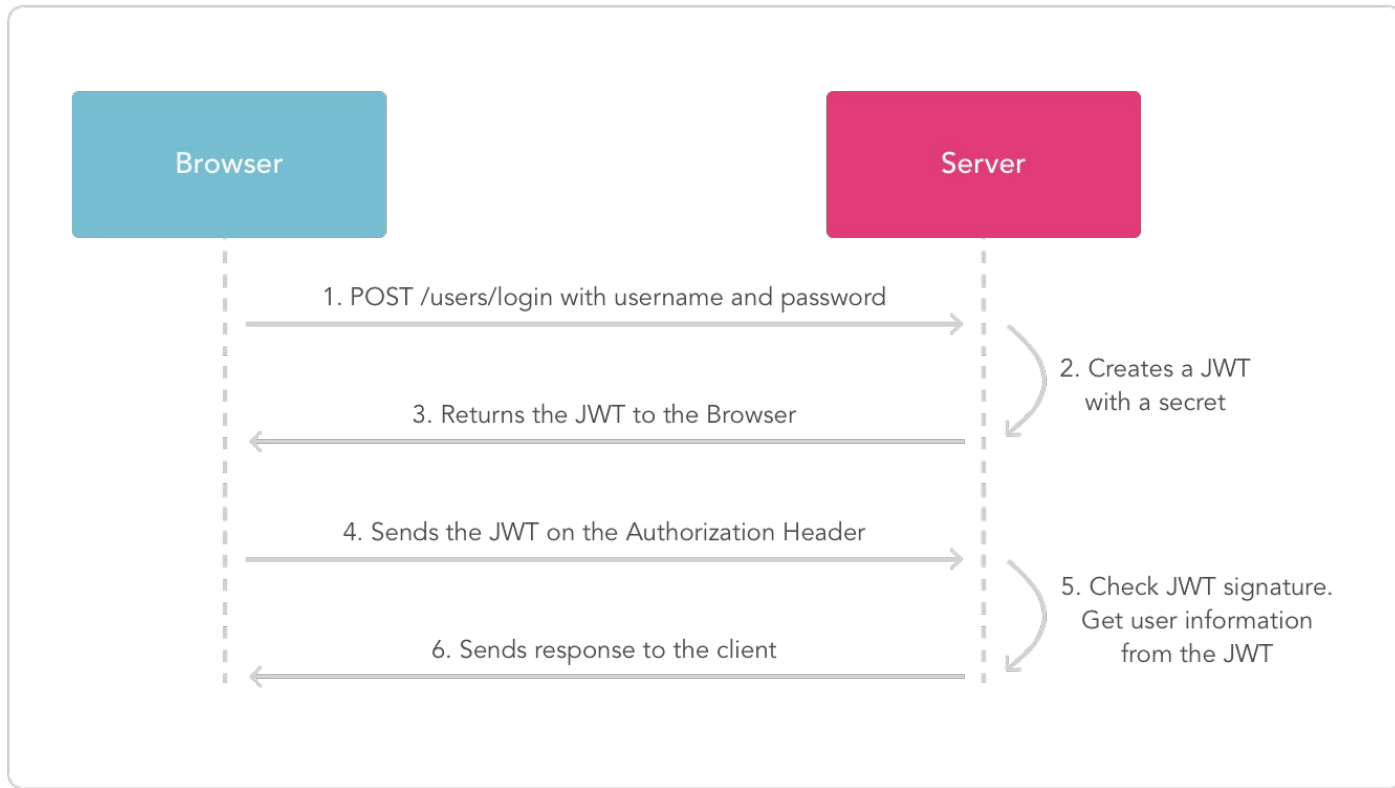 Browser
Server
1. POST /users/login with username and password
2. Creates a JWT
with a secret
3. Returns the JWT to the Browser
4. Sends the JWT on the Authorization Header
5. Check JWT signature.
Get user information
from the JWT
6. Sends response to the client